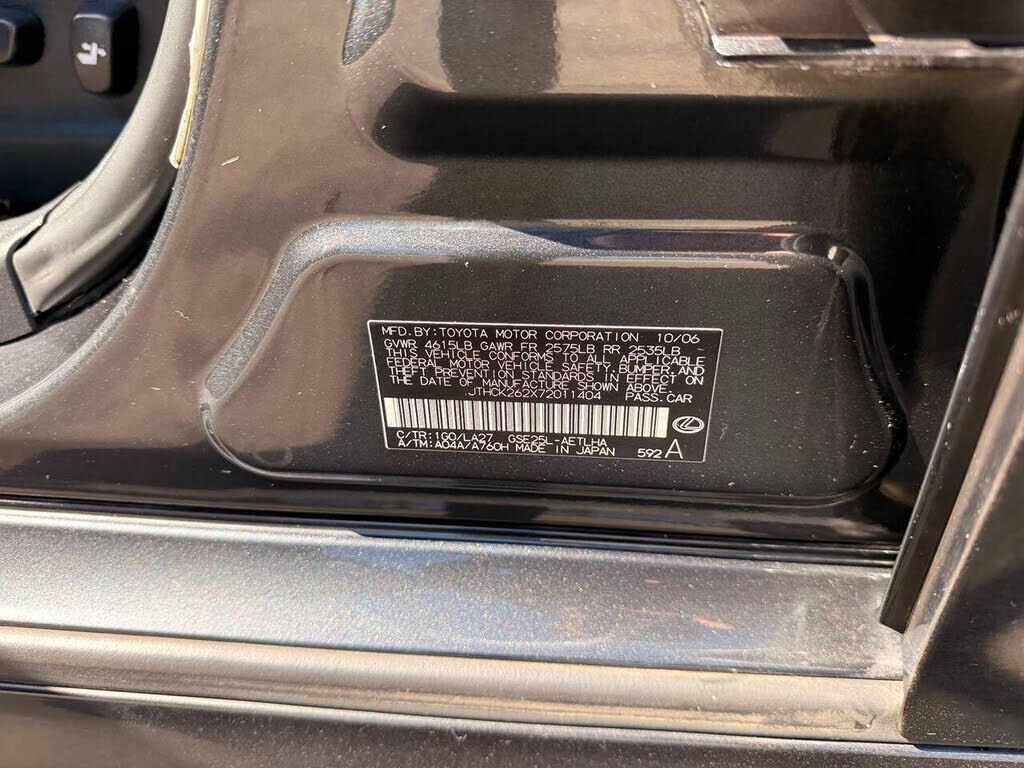 MFD.BY:TOYOTA MOTOR CORPORATION 10/06
GVWR 4615LB GAWR FR 2575LB RR 2535LB
THIS VEHICLE CONFORMS TO ALL APPLICABLE
FEDERAL MOTOR VEHICLE SAFETY, BUMPER, AND
THEFT PREVENTION STANDARDS IN EFFECT ON
THE DATE OF MANUFACTURE SHOWN ABOVE.
JTHCK262X72011404 PASS.CAR
C/TR:1G0/LA27 GSE25L-AETLHA
A/TM:A04A/A760H MADE IN JAPAN 592 A